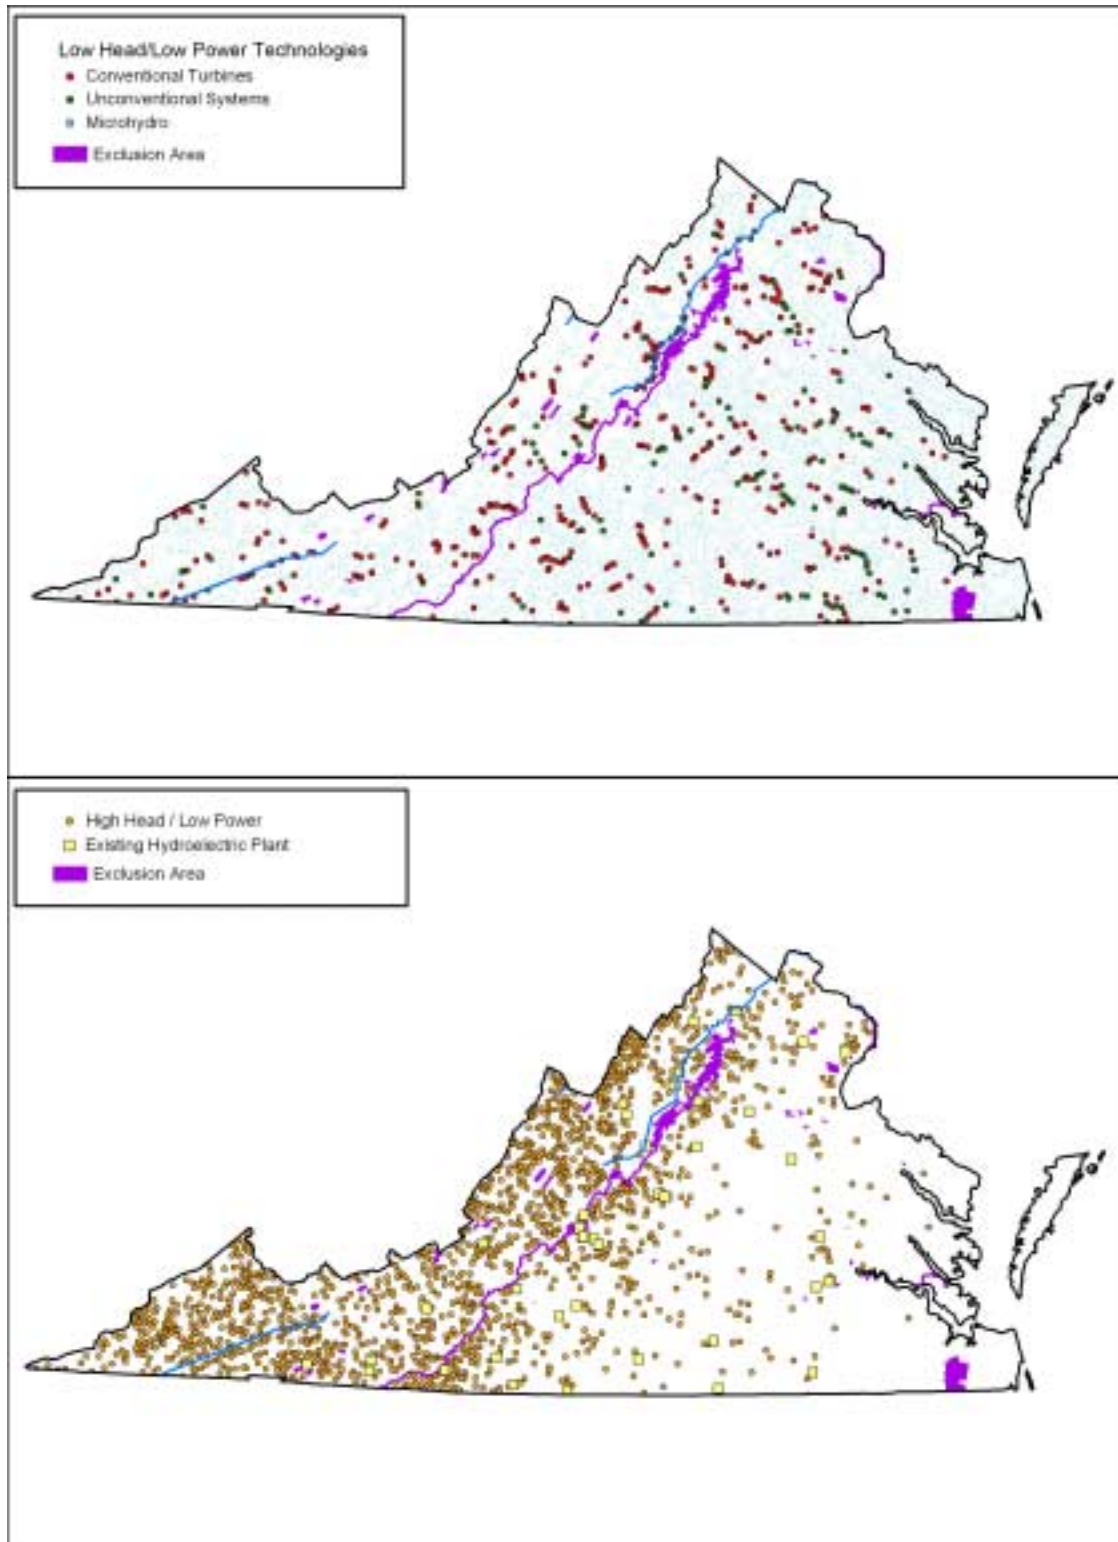 Low Head/Low Power Technologies
Conventional Turbines
Unconventional Systems
Microhydro
Exclusion Area
High Head / Low Power
Existing Hydroelectric Plant
Exclusion Area